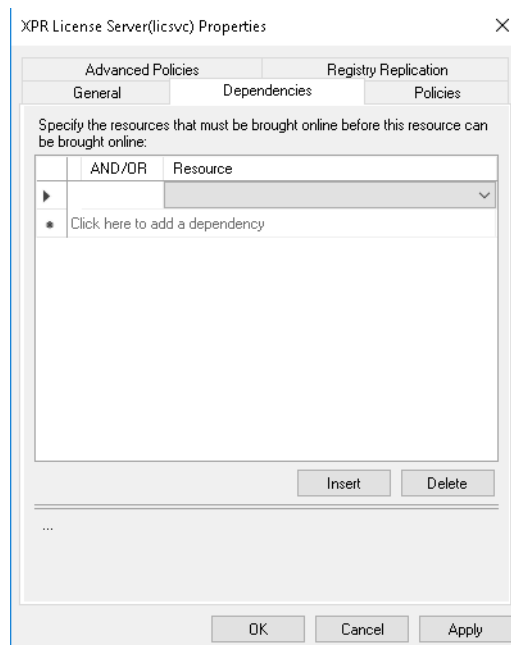 XPR License Server(licsvc) Properties
Advanced Policies Registry Replication
General Dependencies Policies
Specify the resources that must be brought online before this resource can
be brought online:
AND/OR Resource
Click here to add a dependency
Insert Delete
...
OK Cancel Apply